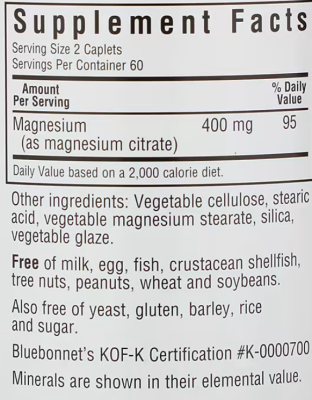 Supplement Facts
Serving Size 2 Caplets
Servings Per Container 60
Amount Per Serving % Daily Value
Magnesium 400 mg 95
(as magnesium citrate)
Daily Value based on a 2,000 calorie diet.
Other ingredients: Vegetable cellulose, stearic
acid, vegetable magnesium stearate, silica,
vegetable glaze.
Free of milk, egg, fish, crustacean shellfish,
tree nuts, peanuts, wheat and soybeans.
Also free of yeast, gluten, barley, rice
and sugar.
Bluebonnet's KOF-K Certification #K-0000700
Minerals are shown in their elemental value.